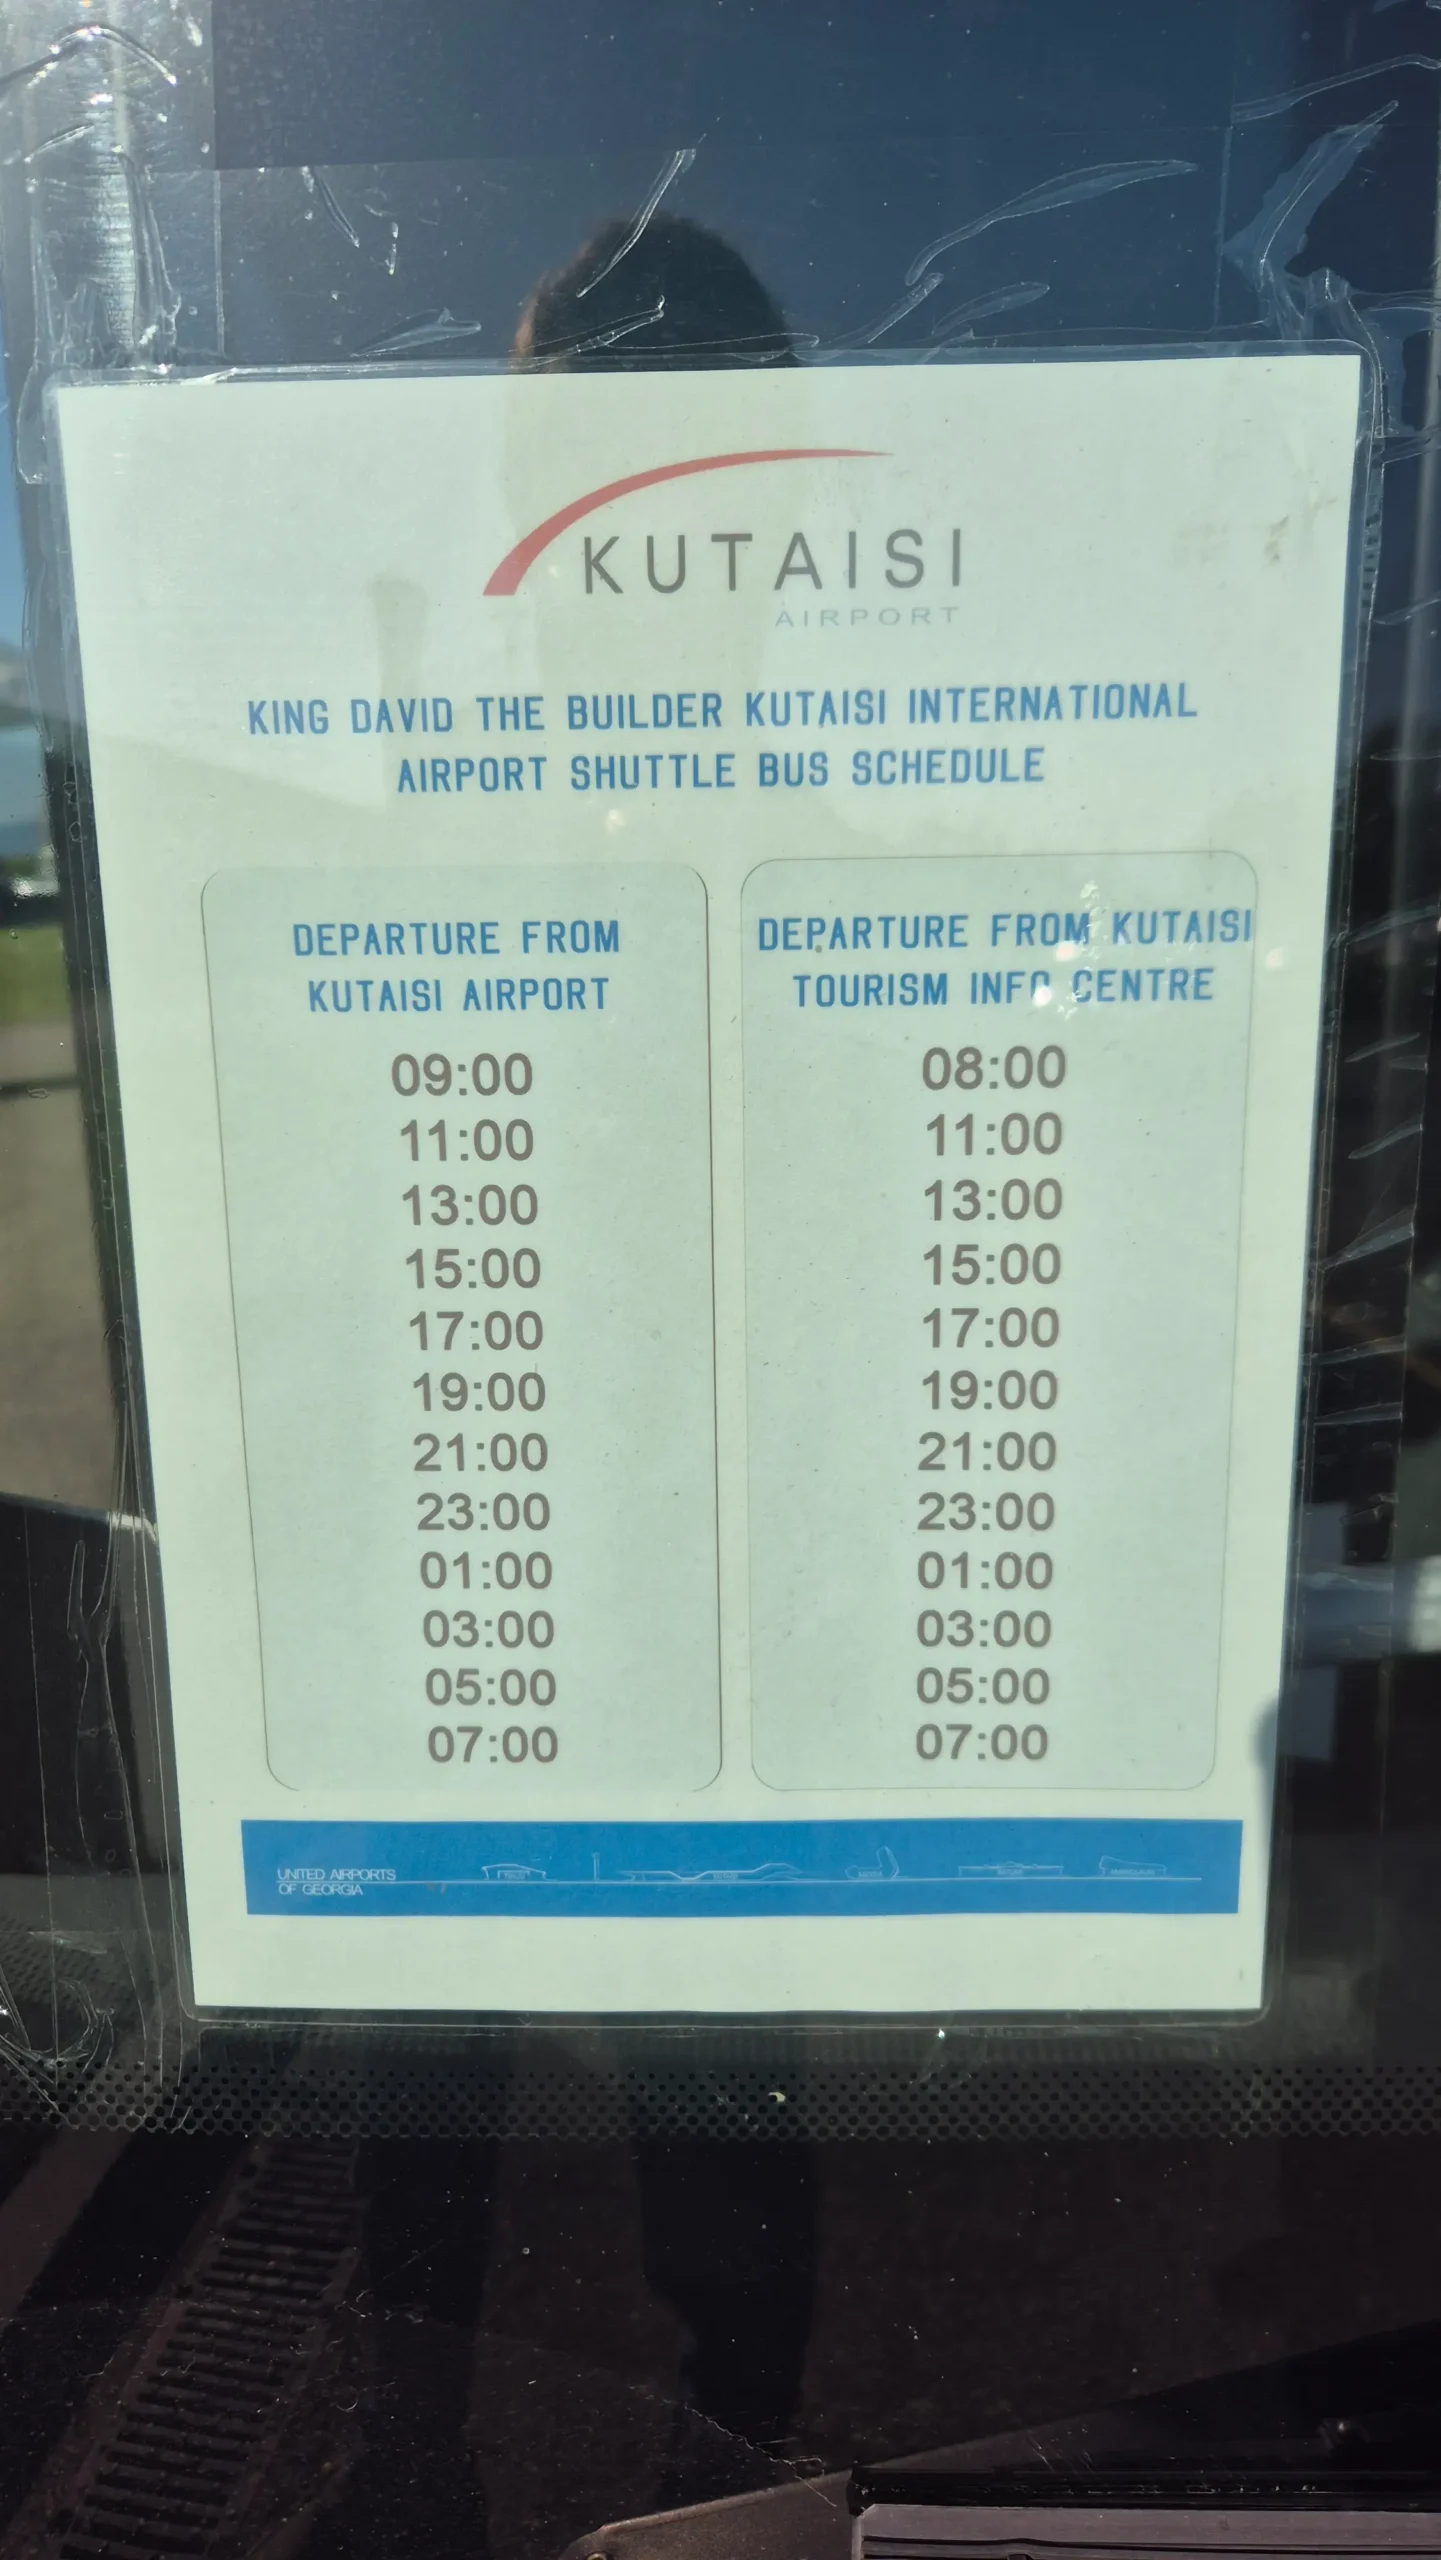 KUTAISI
AIRPORT
KING DAVID THE BUILDER KUTAISI INTERNATIONAL
AIRPORT SHUTTLE BUS SCHEDULE
DEPARTURE FROM
KUTAISI AIRPORT
09:00
11:00
13:00
15:00
17:00
19:00
21:00
23:00
01:00
03:00
05:00
07:00
DEPARTURE FROM KUTAISI
TOURISM INFO CENTRE
08:00
11:00
13:00
15:00
17:00
19:00
21:00
23:00
01:00
03:00
05:00
07:00
UNITED AIRPORTS
OF GEORGIA